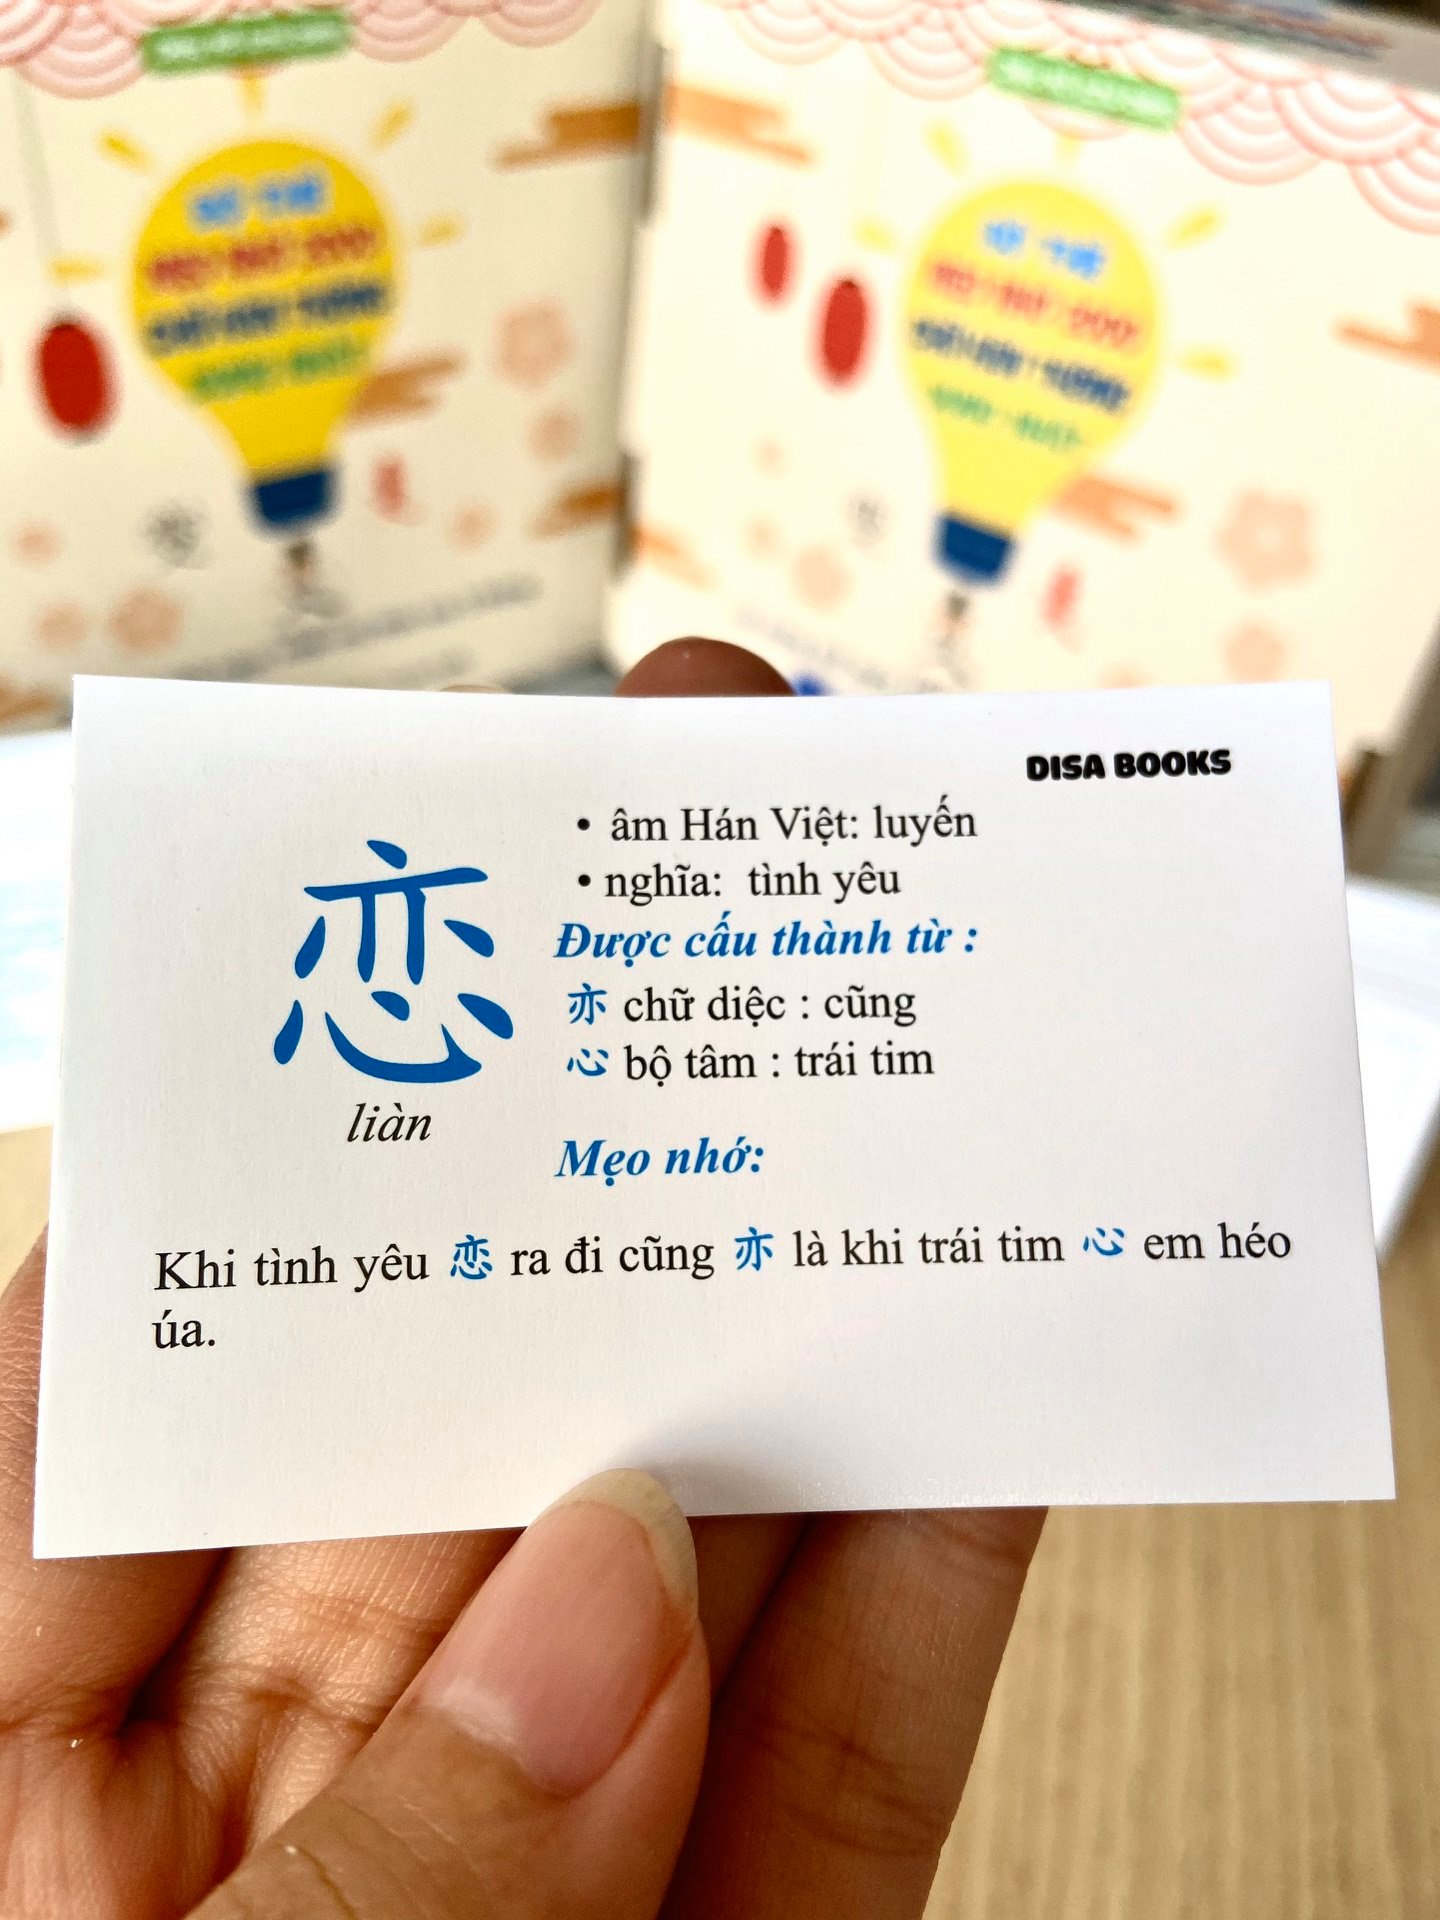 DISA BOOKS
• âm Hán Việt: luyến
• nghĩa: tình yêu
Được cấu thành từ :
亦 chữ diệc : cũng
心 bộ tâm : trái tim
恋
liàn
Mẹo nhớ:
Khi tình yêu 恋 ra đi cũng 亦 là khi trái tim 心 em héo
úa.